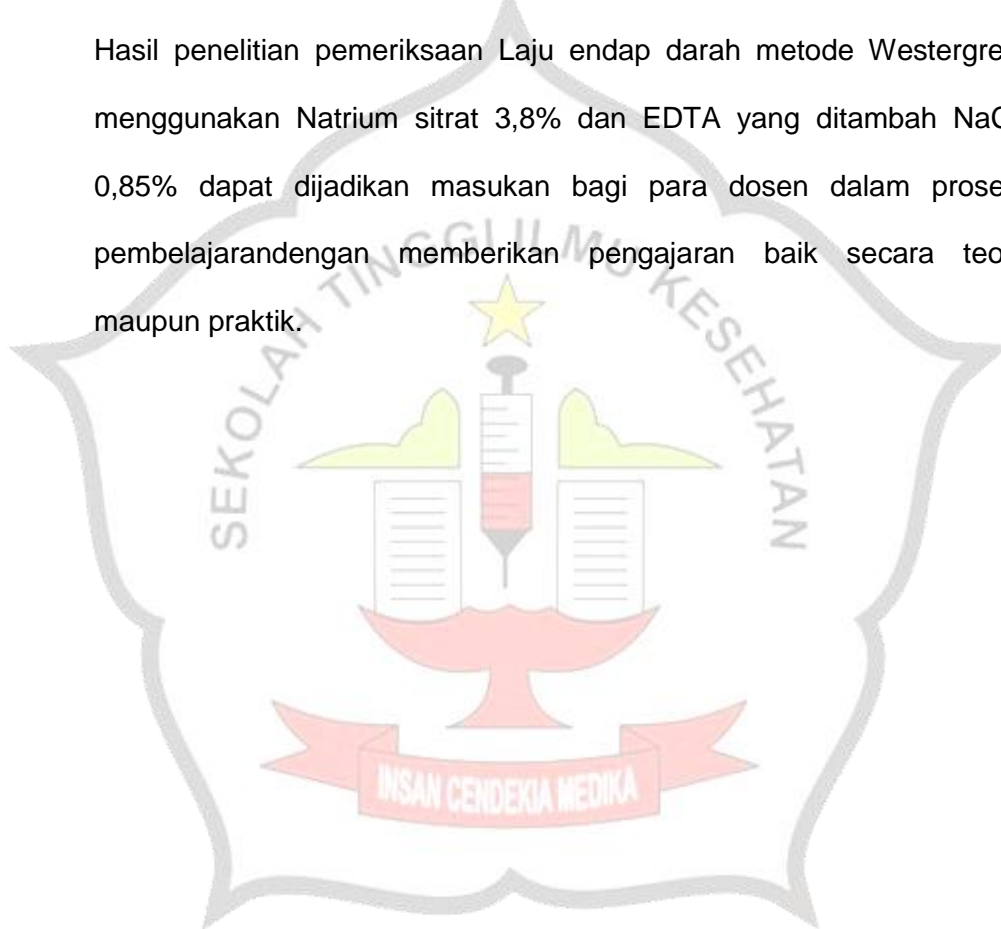 Hasil penelitian pemeriksaan Laju endap darah metode Westergre
menggunakan Natrium sitrat 3,8% dan EDTA yang ditambah NaC
0,85% dapat dijadikan masukan bagi para dosen dalam prose
pembelajarandengan memberikan pengajaran baik secara teo
maupun praktik.
SEKOLAH TINGGI ILMU KESEHATAN
INSAN CENDEKIA MEDIKA